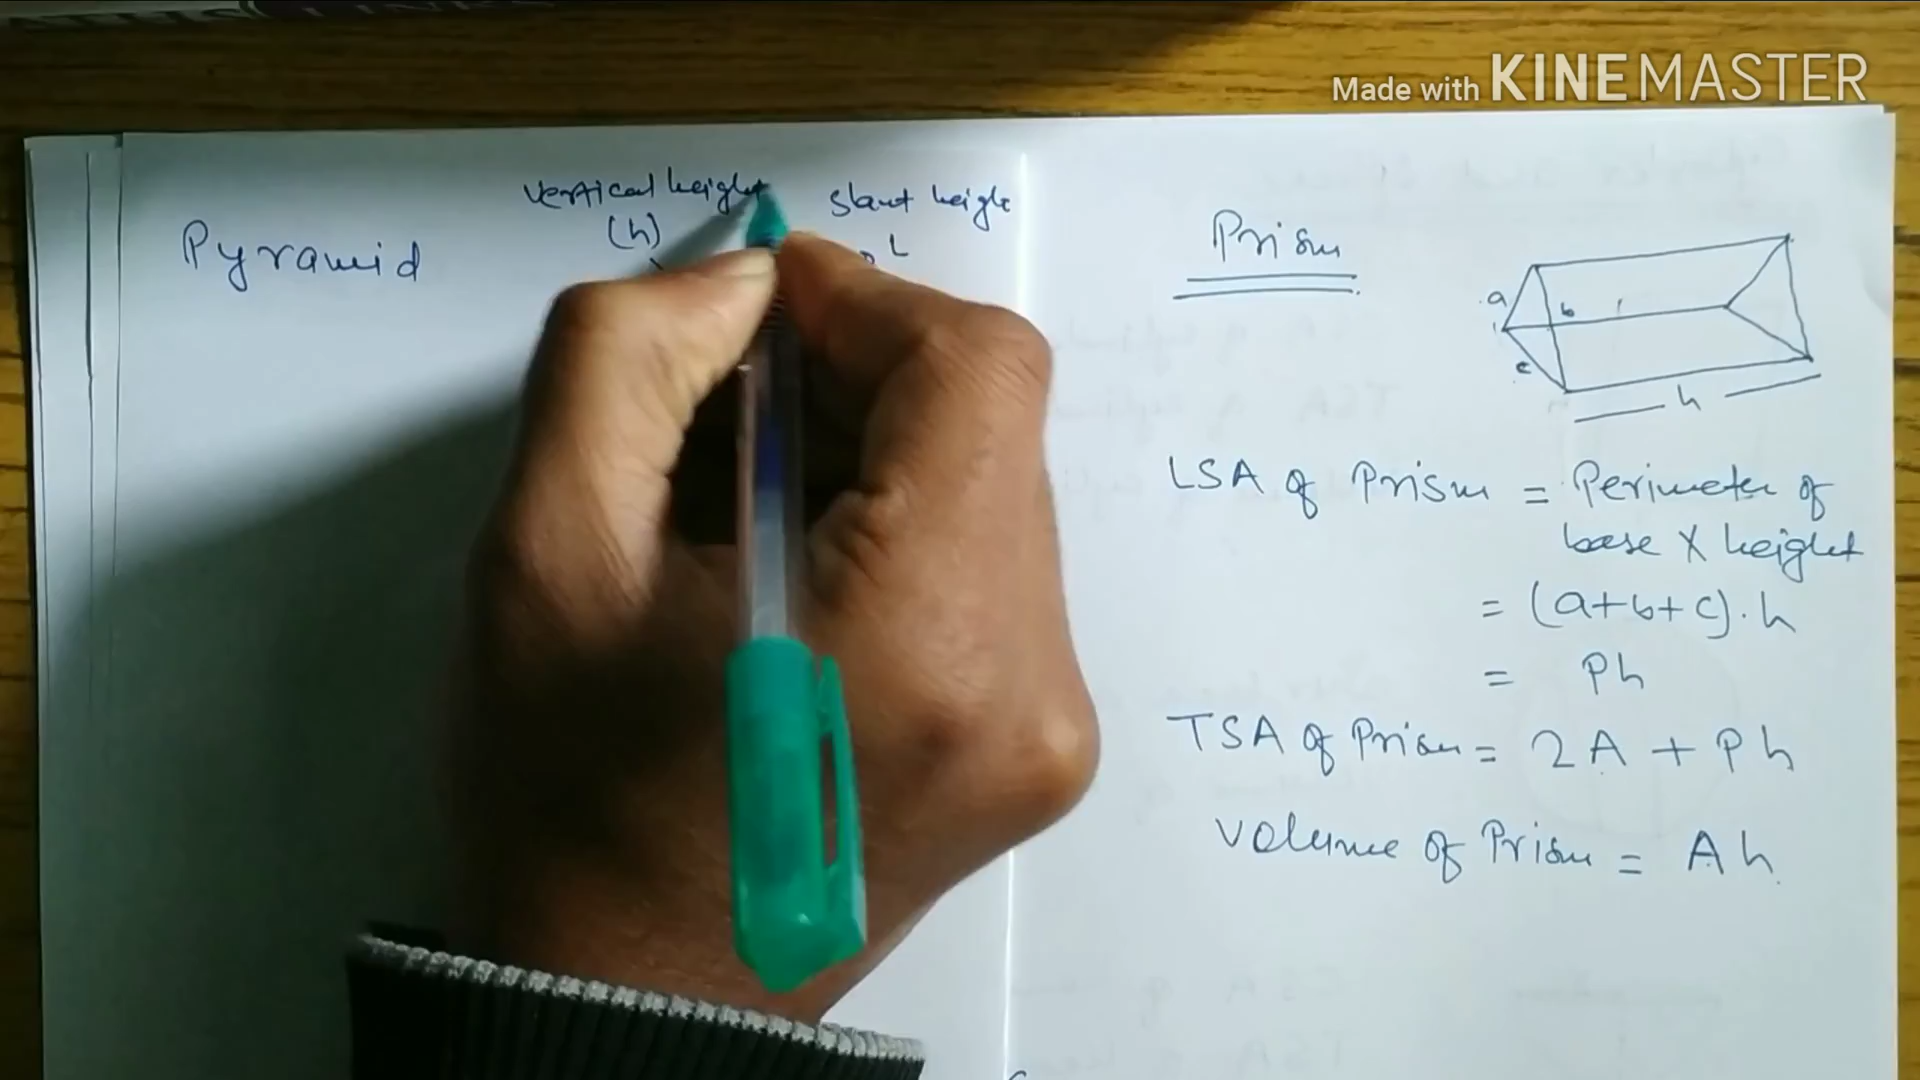 Made with KINEMASTER
vertical height
(h)
slant height
l
Pyramid
Prism
a
b
c
h
LSA of Prism = Perimeter of
base X height
= (a+b+c).h
= Ph
TSA of Prism = 2A + Ph
Volume of Prism = Ah